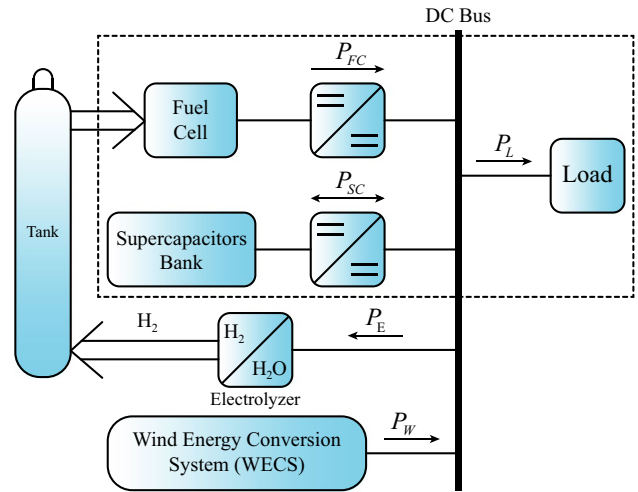 DC Bus
P_FC
Fuel
Cell
P_L
Load
Tank
P_SC
Supercapacitors
Bank
H₂
P_E
H₂
H₂O
Electrolyzer
P_W
Wind Energy Conversion
System (WECS)